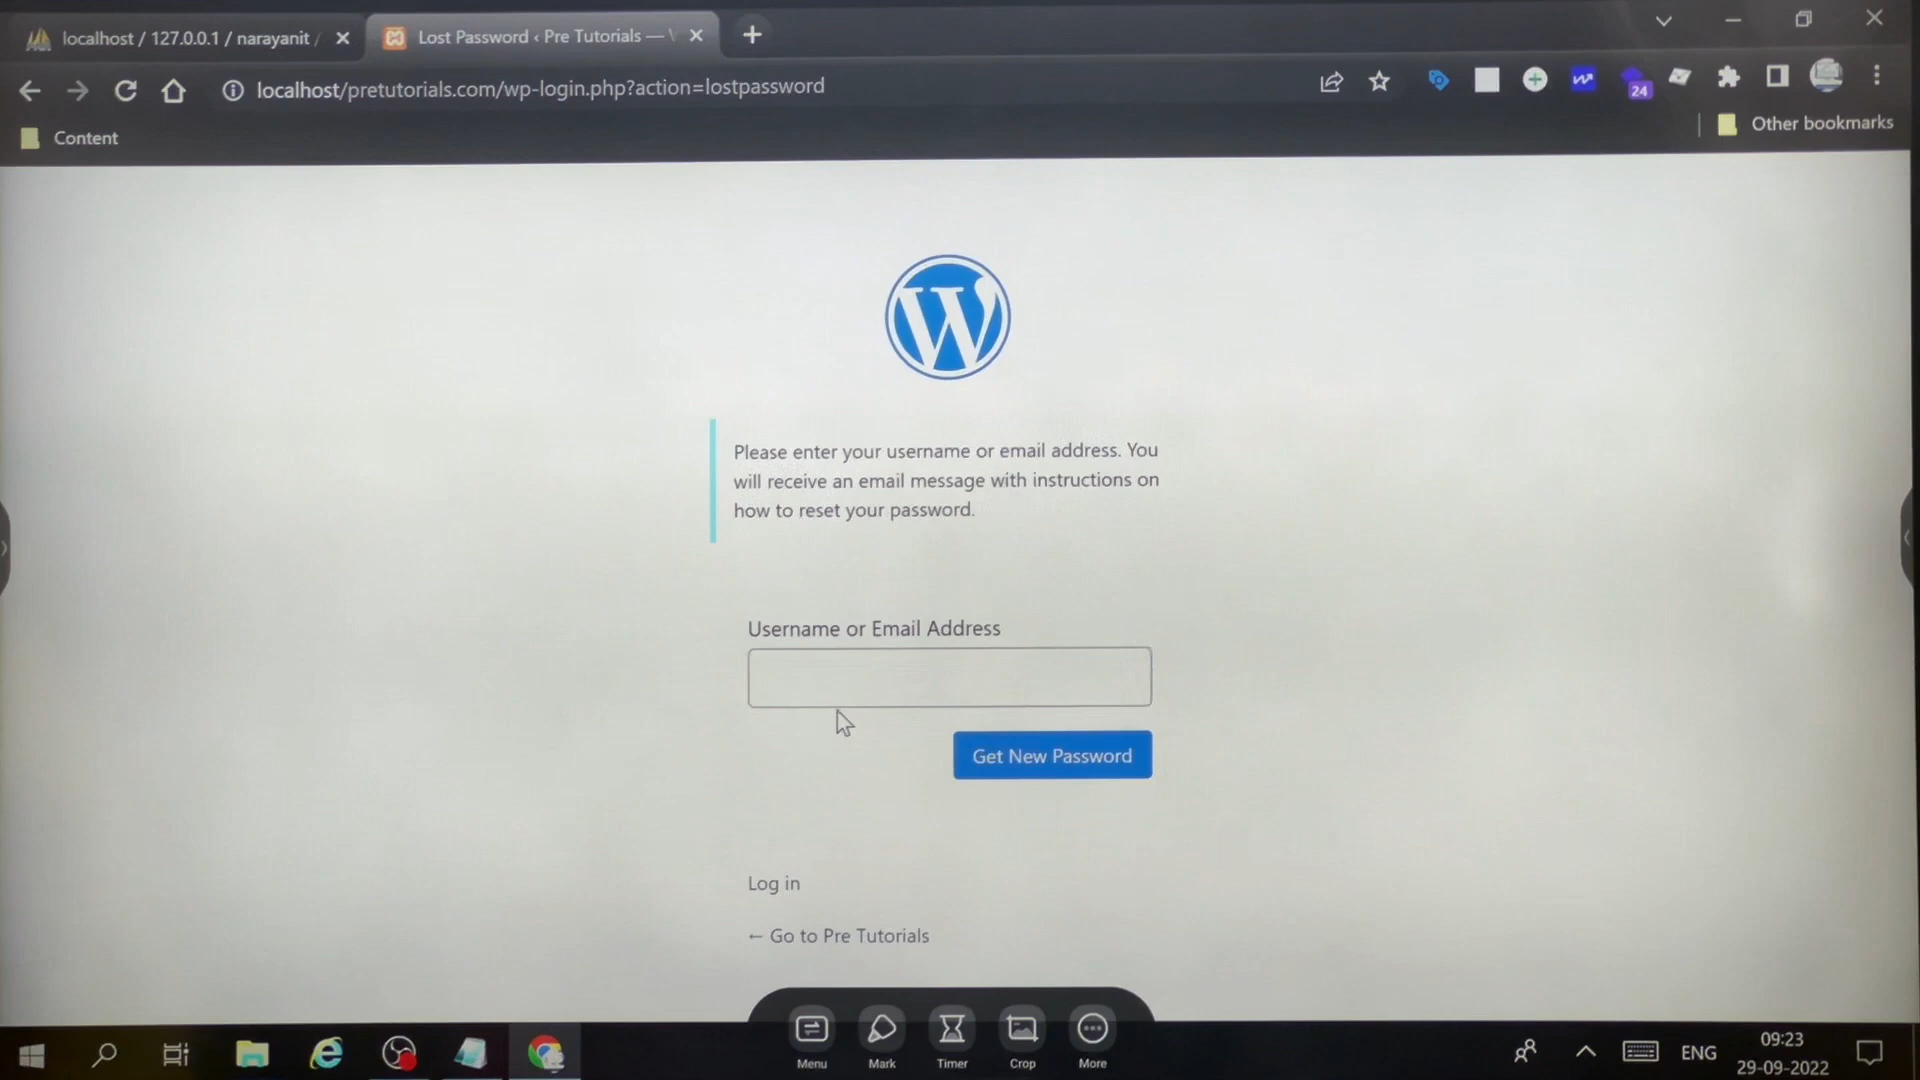 localhost / 127.0.0.1 / narayanit /
Lost Password ‹ Pre Tutorials —
localhost/pretutorials.com/wp-login.php?action=lostpassword
24
Content
Other bookmarks
W
Please enter your username or email address. You
will receive an email message with instructions on
how to reset your password.
Username or Email Address
Get New Password
Log in
← Go to Pre Tutorials
Menu
Mark
Timer
Crop
More
ENG
09:23
29-09-2022